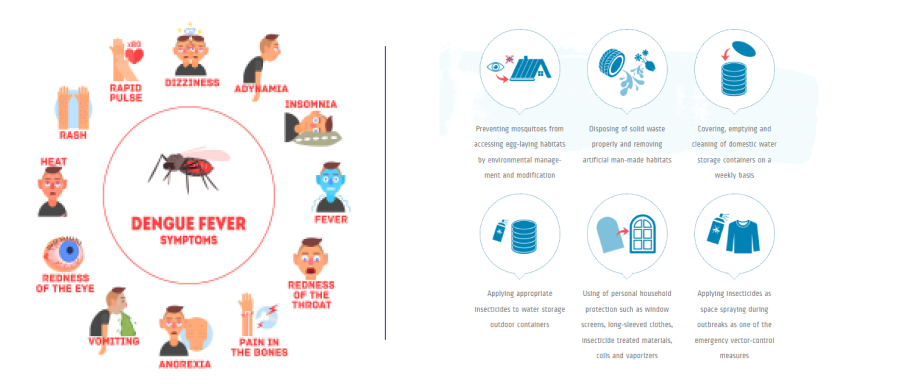 x80
RAPID
PULSE
DIZZINESS
ADYNAMIA
INSOMNIA
RASH
HEAT
FEVER
DENGUE FEVER
SYMPTOMS
REDNESS
OF THE EYE
REDNESS
OF THE
THROAT
VOMITING
ANOREXIA
PAIN IN
THE BONES
Preventing mosquitoes from
accessing egg-laying habitats
by environmental manage-
ment and modification
Disposing of solid waste
properly and removing
artificial man-made habitats
Covering, emptying and
cleaning of domestic water
storage containers on a
weekly basis
Applying appropriate
insecticides to water storage
outdoor containers
Using of personal household
protection such as window
screens, long-sleeved clothes,
insecticide treated materials,
coils and vaporizers
Applying insecticides as
space spraying during
outbreaks as one of the
emergency vector-control
measures